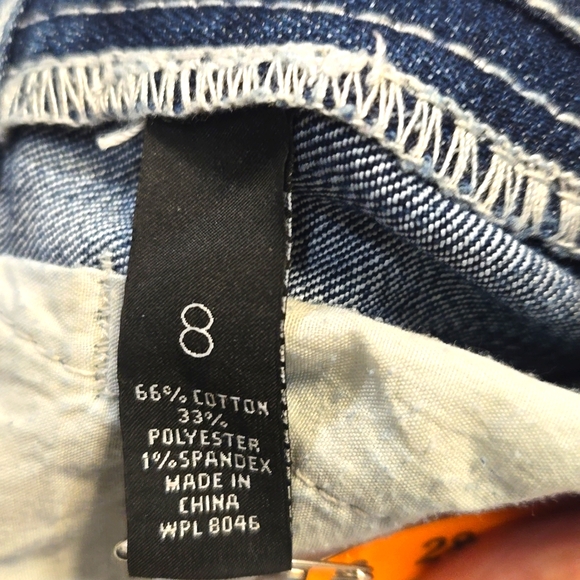 8
66% COTTON
33%
POLYESTER
1% SPANDEX
MADE IN
CHINA
WPL 8046